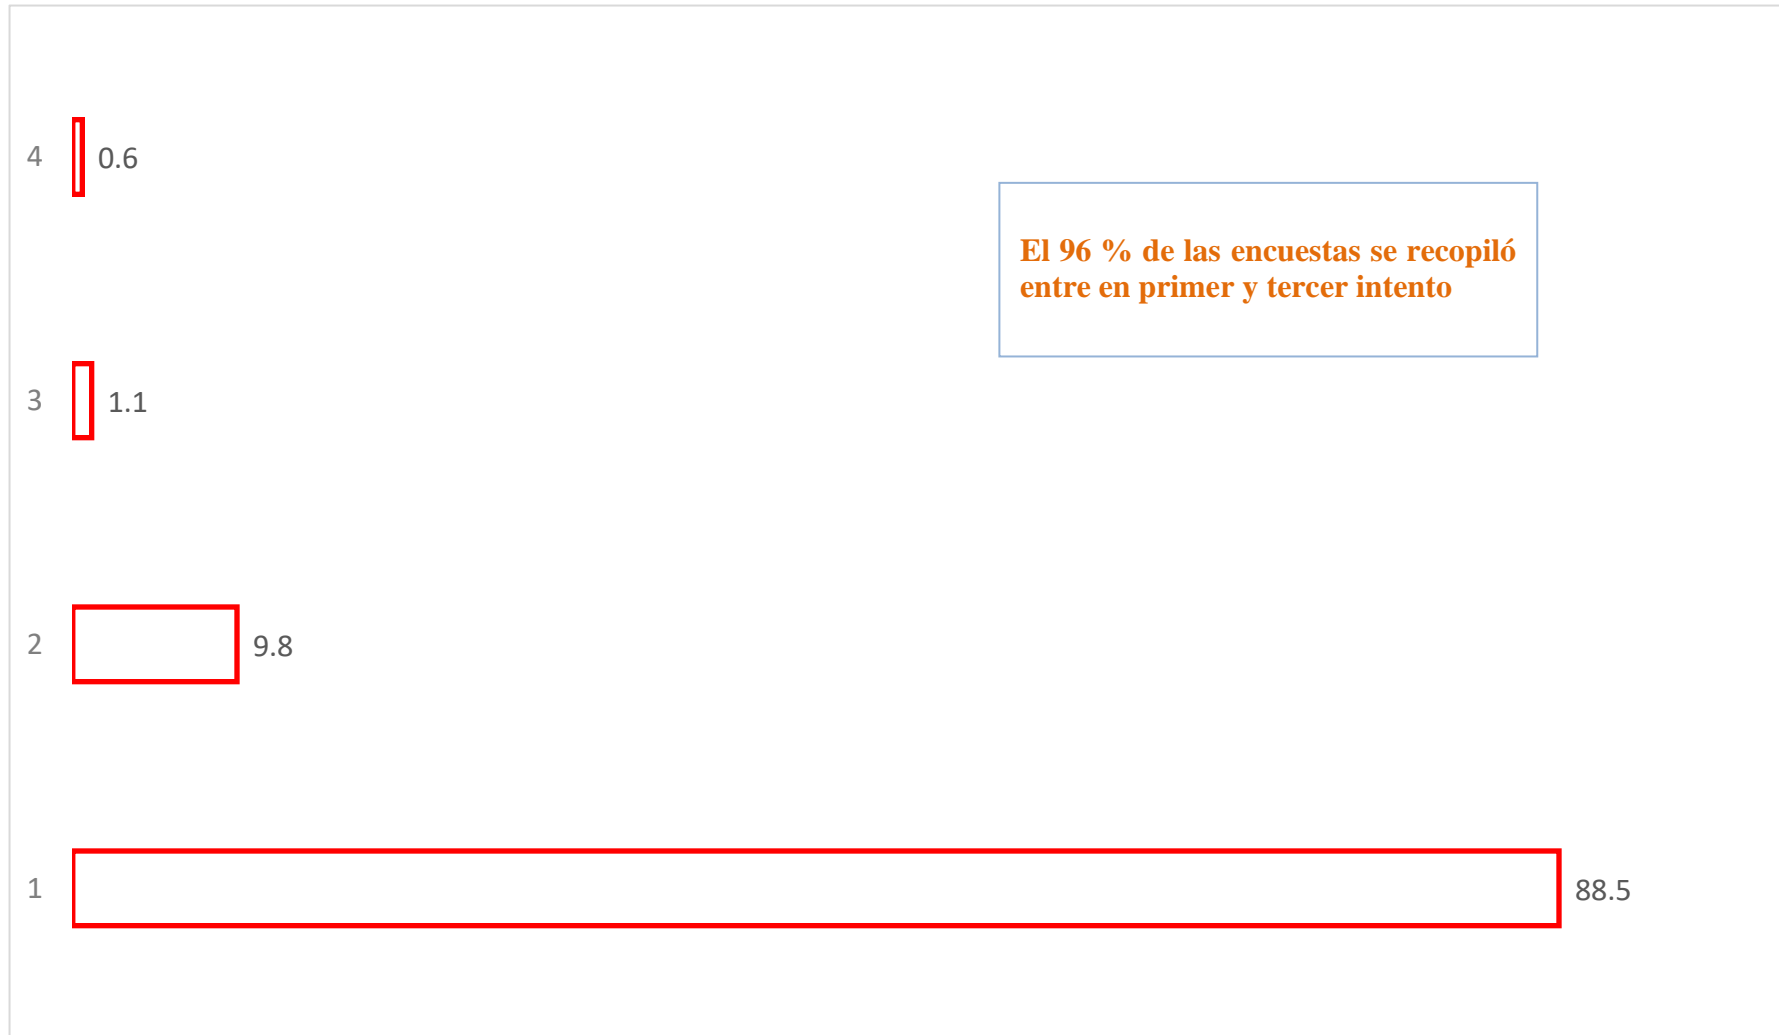 4 0.6
El 96 % de las encuestas se recopiló
entre en primer y tercer intento
3 1.1
2 9.8
1 88.5